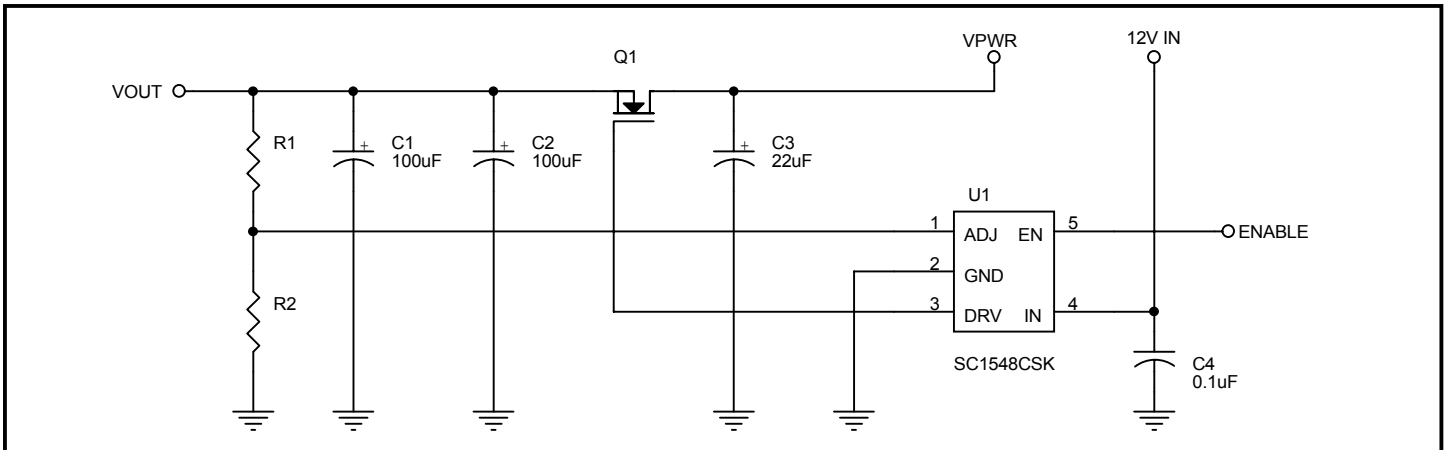 VPWR
12V IN
Q1
VOUT
R1
+
C1
100uF
+
C2
100uF
+
C3
22uF
U1
1
ADJ
EN
5
ENABLE
2
GND
R2
3
DRV
IN
4
SC1548CSK
C4
0.1uF